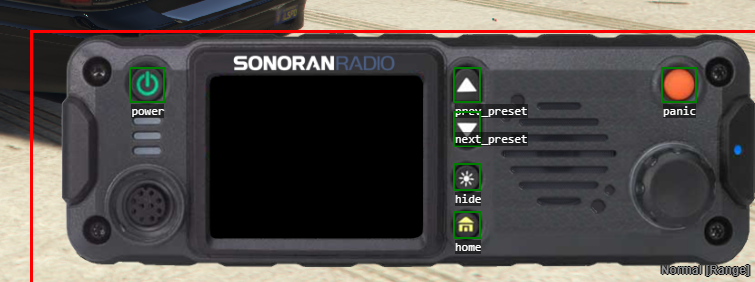 SONORANRADIO
power
prev_preset
panic
next_preset
hide
home
Normal [Range]